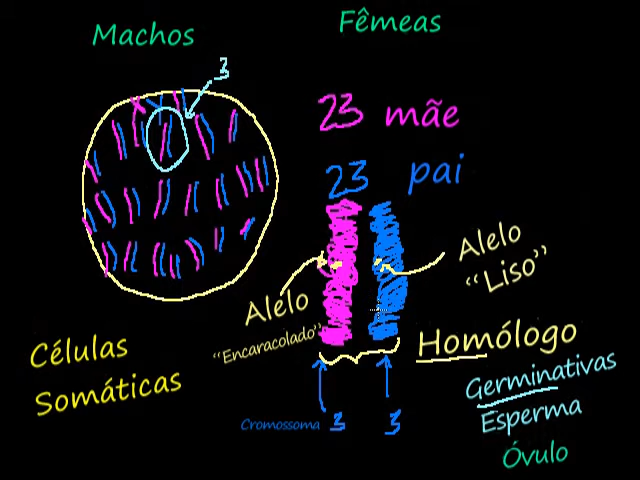 Machos
Fêmeas
3
23 mãe
23 pai
Alelo
"Liso"
Alelo
"Encaracolado"
Homólogo
Células
Somáticas
Germinativas
Esperma
Óvulo
Cromossoma 3 3